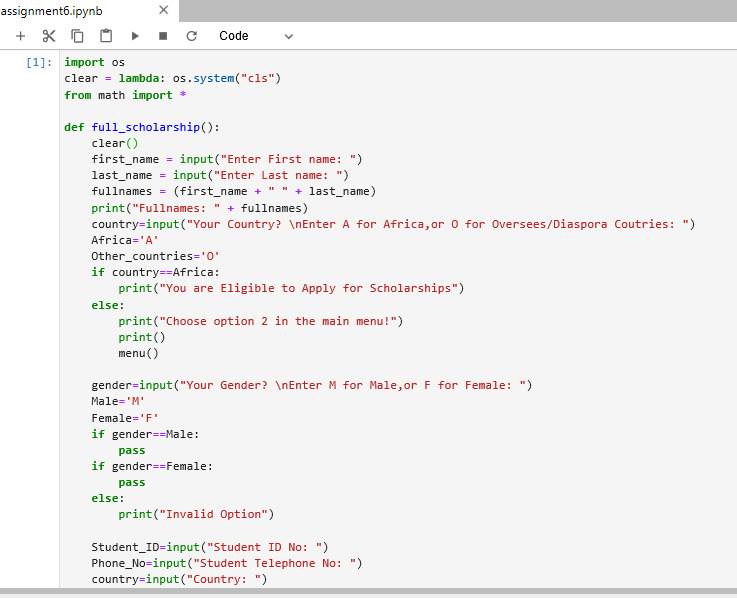 assignment6.ipynb
Code
[1]:
import os
clear = lambda: os.system("cls")
from math import *
def full_scholarship():
clear()
first_name = input("Enter First name: ")
last_name = input("Enter Last name: ")
fullnames = (first_name + " " + last_name)
print("Fullnames: " + fullnames)
country=input("Your Country? \nEnter A for Africa,or O for Oversees/Diaspora Coutries: ")
Africa='A'
Other_countries='O'
if country==Africa:
print("You are Eligible to Apply for Scholarships")
else:
print("Choose option 2 in the main menu!")
print()
menu()
gender=input("Your Gender? \nEnter M for Male,or F for Female: ")
Male='M'
Female='F'
if gender==Male:
pass
if gender==Female:
pass
else:
print("Invalid Option")
Student_ID=input("Student ID No: ")
Phone_No=input("Student Telephone No: ")
country=input("Country: ")